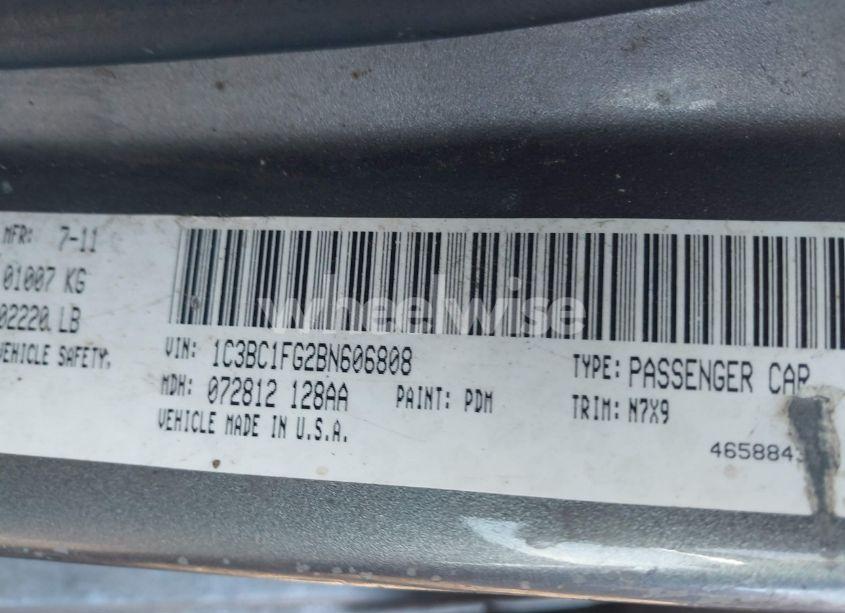 MFR: 7-11
01007 KG
02220 LB
VEHICLE SAFETY,
wheelwise
VIN: 1C3BC1FG2BN606808
TYPE: PASSENGER CAR
MDH: 072812 128AA
PAINT: PDM
TRIM: N7X9
VEHICLE MADE IN U.S.A.
465884